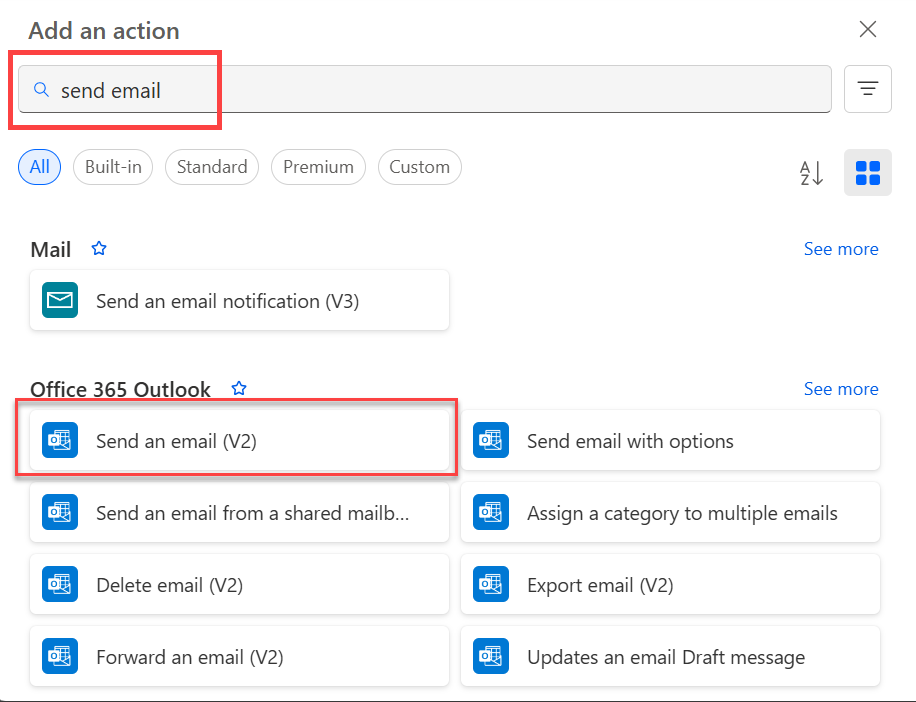 Add an action
send email
All Built-in Standard Premium Custom
Mail See more
Send an email notification (V3)
Office 365 Outlook See more
Send an email (V2) Send email with options
Send an email from a shared mailb... Assign a category to multiple emails
Delete email (V2) Export email (V2)
Forward an email (V2) Updates an email Draft message